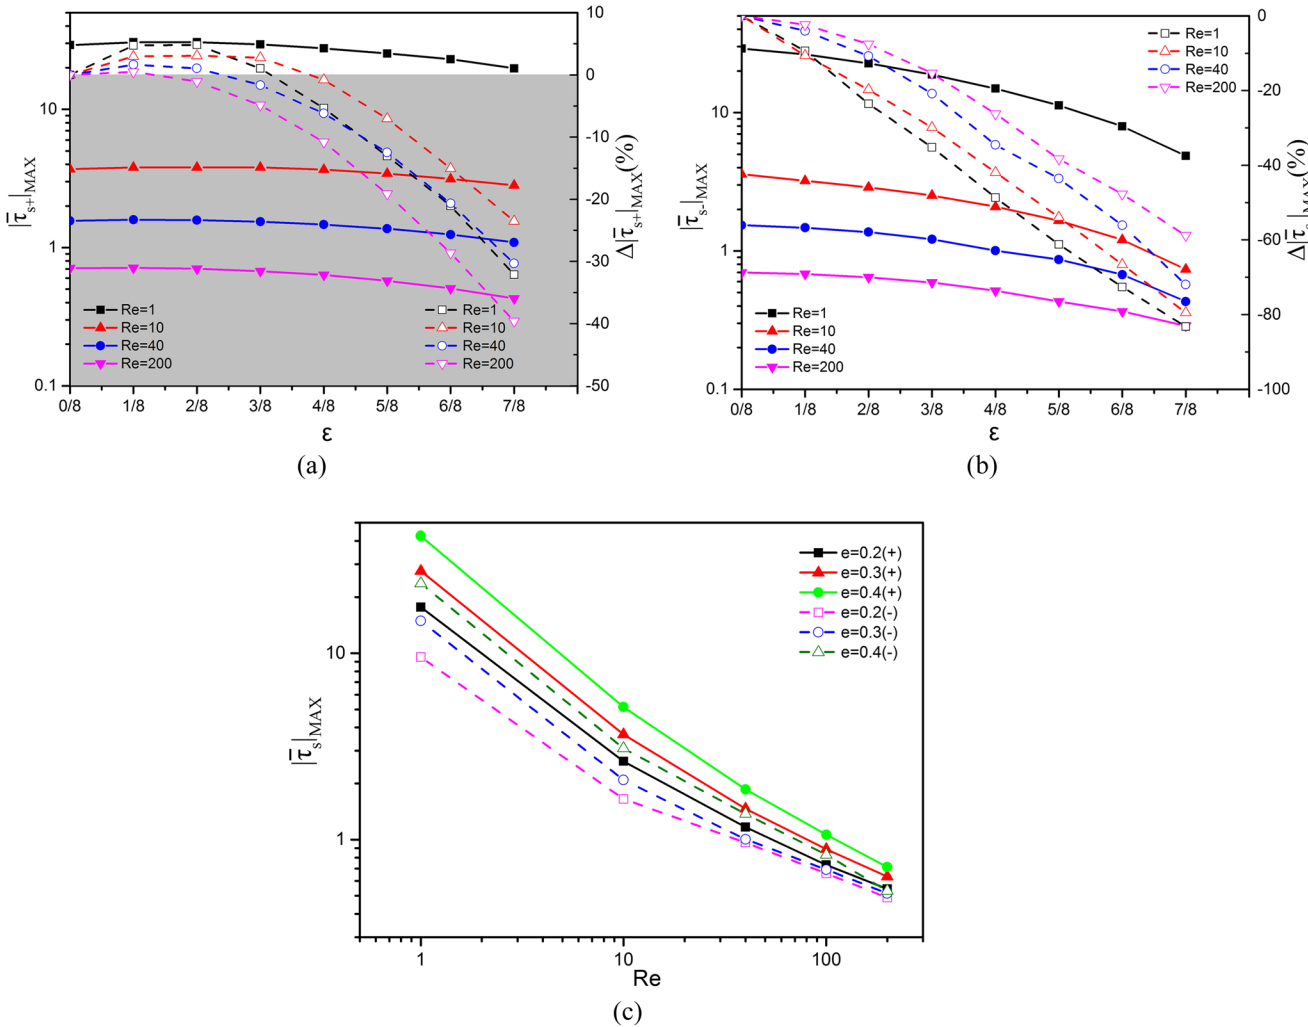 10
0
-10
-20
-30
-40
-50
10
1
0.1
|τ̅s+|MAX
Δ|τ̅s+|MAX(%)
Re=1
Re=10
Re=40
Re=200
Re=1
Re=10
Re=40
Re=200
0/8 1/8 2/8 3/8 4/8 5/8 6/8 7/8
ε
(a)
0
-20
-40
-60
-80
-100
10
1
0.1
|τ̅s-|MAX
Δ|τ̅s-|MAX(%)
Re=1
Re=10
Re=40
Re=200
Re=1
Re=10
Re=40
Re=200
0/8 1/8 2/8 3/8 4/8 5/8 6/8 7/8
ε
(b)
10
1
|τ̅s|MAX
e=0.2(+)
e=0.3(+)
e=0.4(+)
e=0.2(-)
e=0.3(-)
e=0.4(-)
1 10 100
Re
(c)